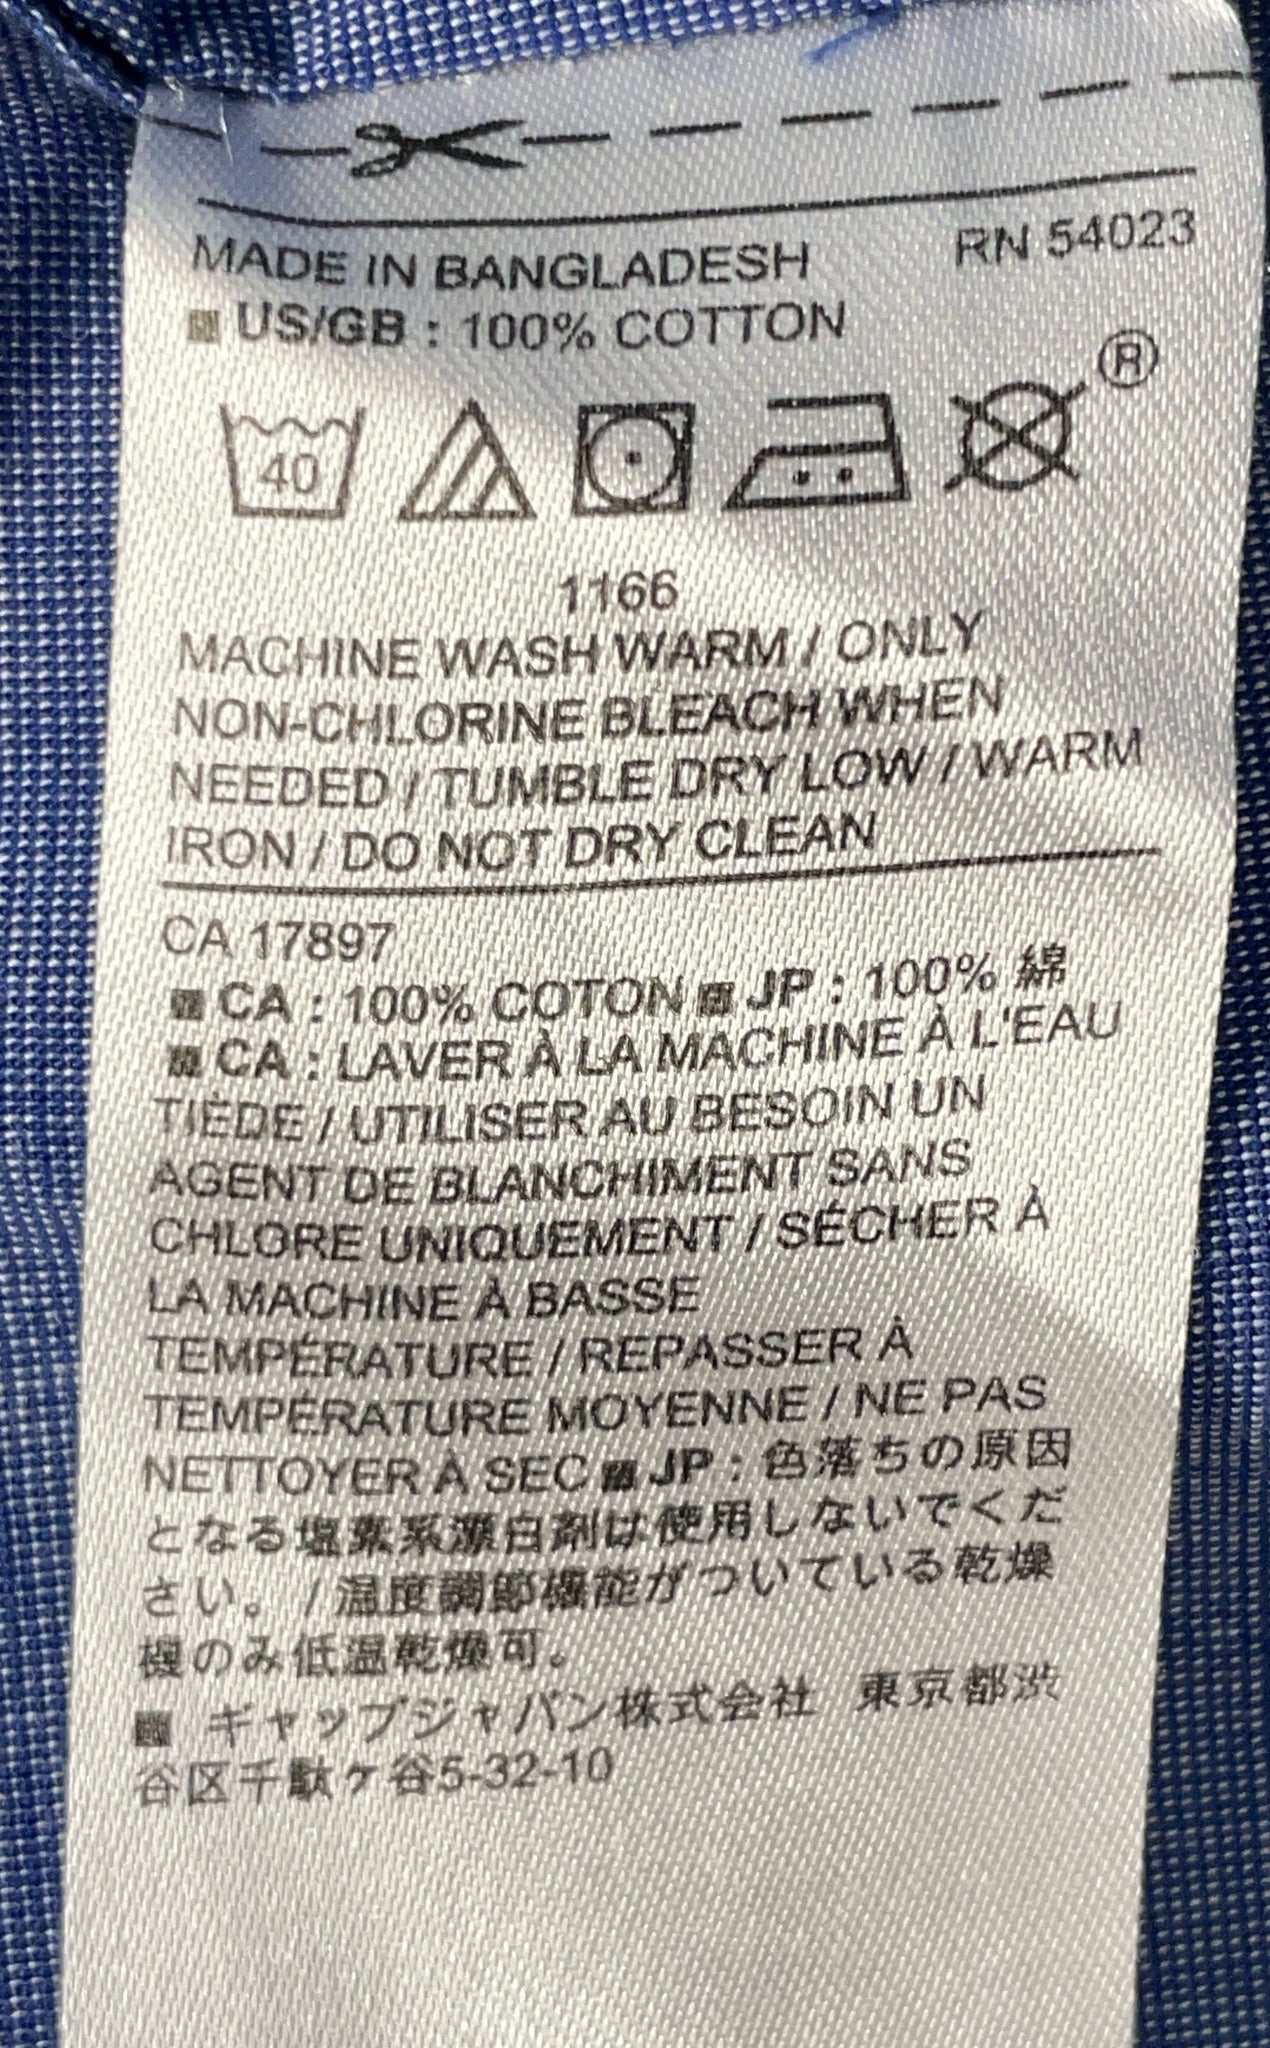 MADE IN BANGLADESH RN 54023
US/GB : 100% COTTON
40
®
1166
MACHINE WASH WARM / ONLY
NON-CHLORINE BLEACH WHEN
NEEDED / TUMBLE DRY LOW / WARM
IRON / DO NOT DRY CLEAN
CA 17897
CA : 100% COTON JP : 100% 綿
CA : LAVER À LA MACHINE À L'EAU
TIÈDE / UTILISER AU BESOIN UN
AGENT DE BLANCHIMENT SANS
CHLORE UNIQUEMENT / SÉCHER À
LA MACHINE À BASSE
TEMPÉRATURE / REPASSER À
TEMPÉRATURE MOYENNE / NE PAS
NETTOYER À SEC JP : 色落ちの原因
となる塩素系漂白剤は使用しないでくだ
さい。 / 温度調節機能がついている乾燥
機のみ低温乾燥可。
ギャップジャパン株式会社 東京都渋
谷区千駄ヶ谷5-32-10